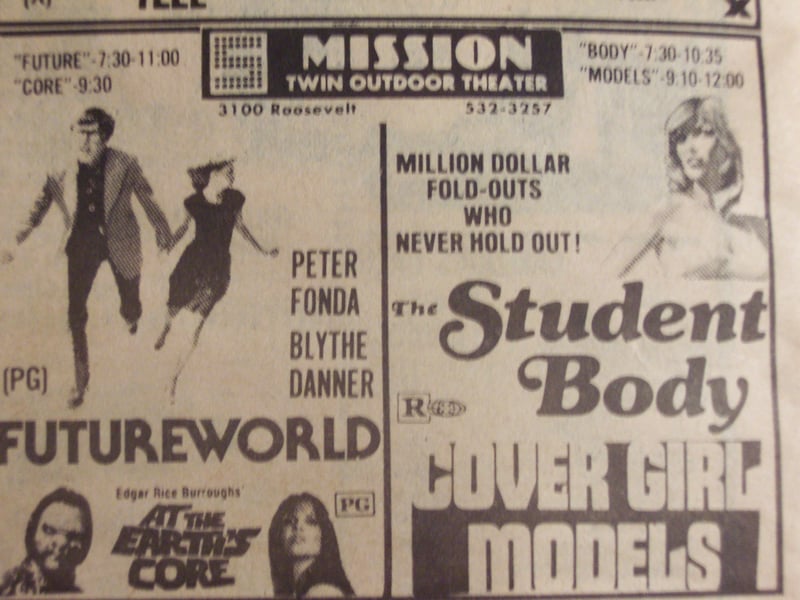 "FUTURE"-7:30-11:00
"CORE"-9:30
MISSION
TWIN OUTDOOR THEATER
3100 Roosevelt 532-3257
"BODY"-7:30-10:35
"MODELS"-9:10-12:00
PETER
FONDA
BLYTHE
DANNER
(PG)
FUTUREWORLD
Edgar Rice Burroughs'
AT THE
EARTH'S
CORE
PG
MILLION DOLLAR
FOLD-OUTS
WHO
NEVER HOLD OUT!
The Student
Body
R
COVER GIRL
MODELS